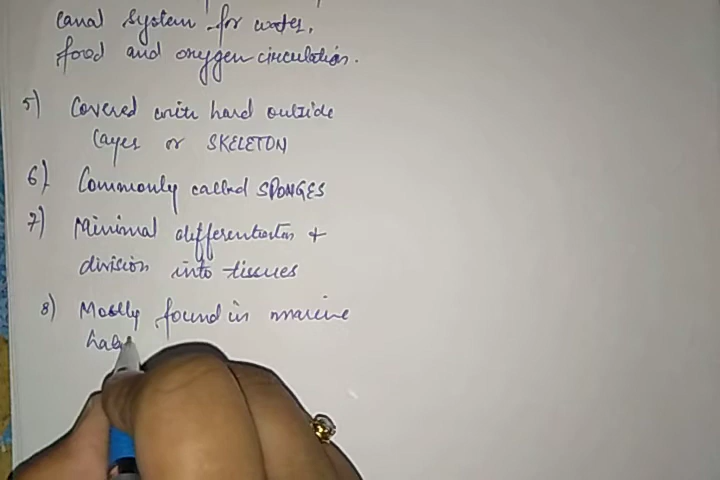 canal system for water,
food and oxygen circulation.
5) Covered with hard outside
layer or SKELETON
6) Commonly called SPONGES
7) Minimal differentiation +
division into tissues
8) Mostly found in marine